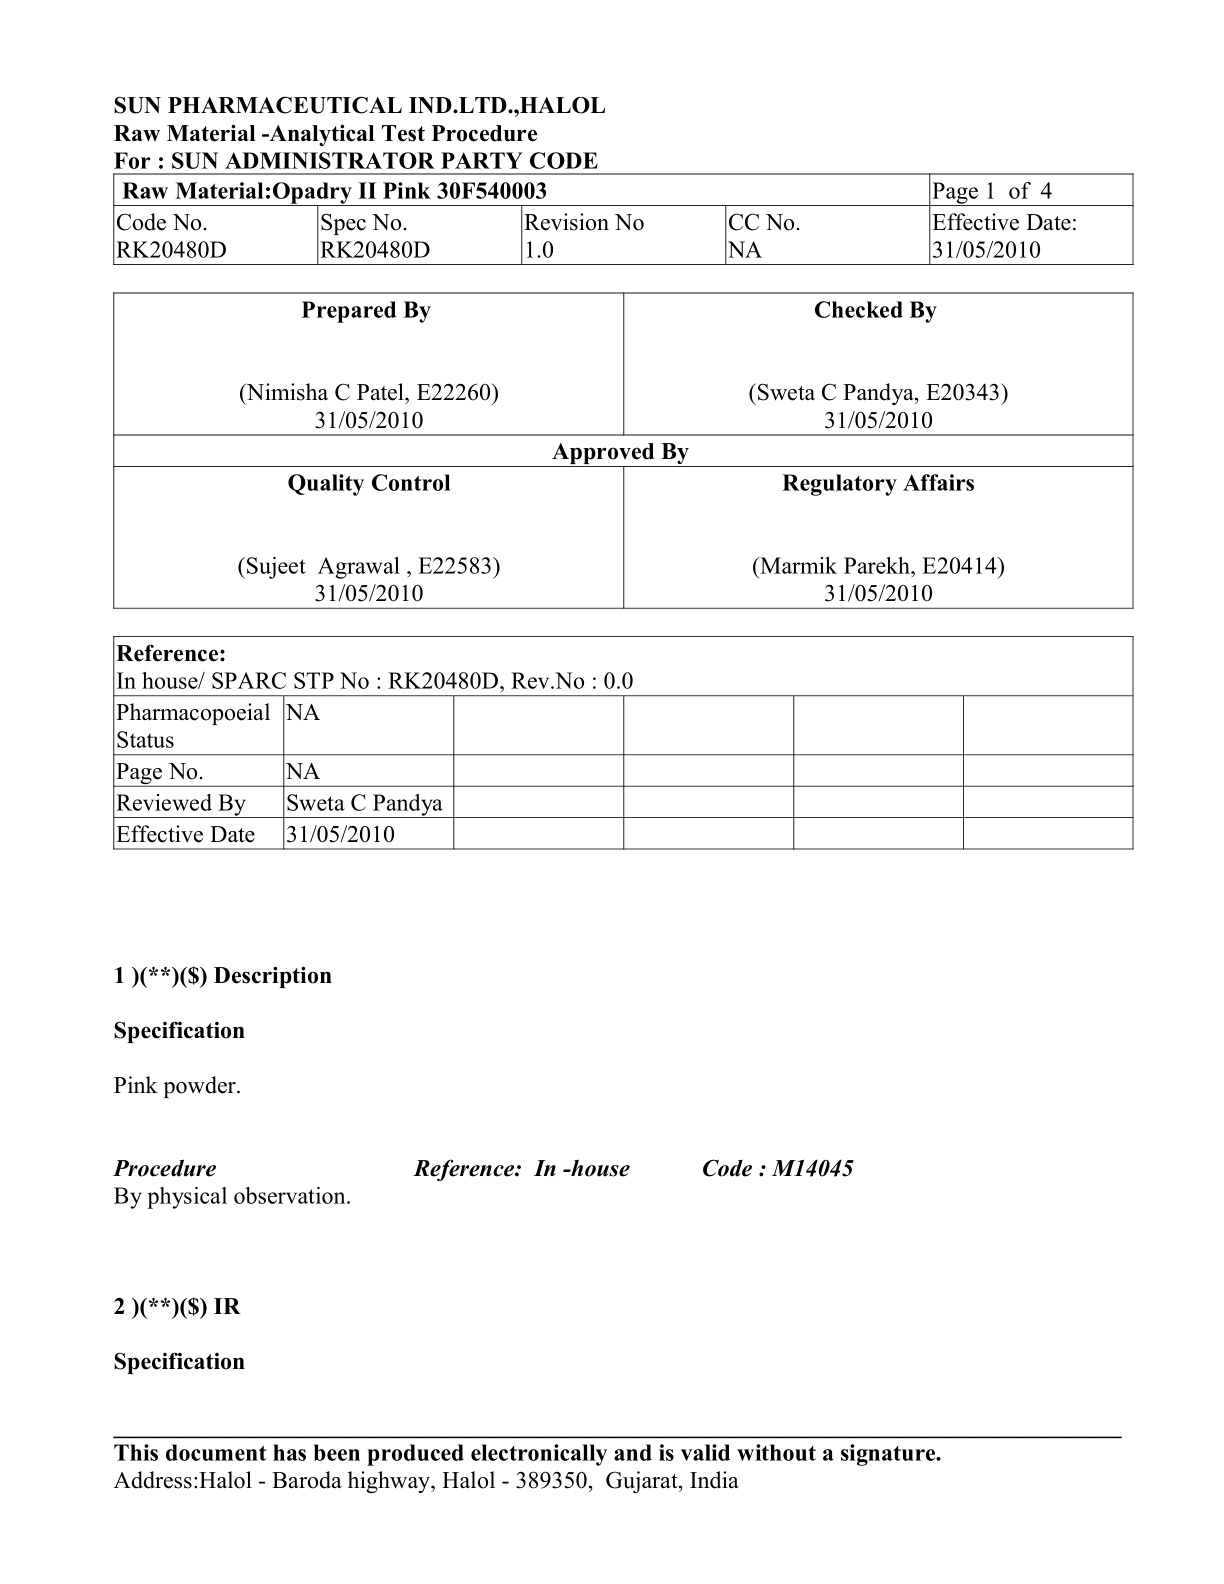 SUN PHARMACEUTICAL IND.LTD.,HALOL
Raw Material -Analytical Test Procedure
For : SUN ADMINISTRATOR PARTY CODE
Raw Material:Opadry II Pink 30F540003 Page 1 of 4
Code No. Spec No. Revision No CC No. Effective Date:
RK20480D RK20480D 1.0 NA 31/05/2010
Prepared By Checked By
(Nimisha C Patel, E22260) (Sweta C Pandya, E20343)
31/05/2010 31/05/2010
Approved By
Quality Control Regulatory Affairs
(Sujeet Agrawal , E22583) (Marmik Parekh, E20414)
31/05/2010 31/05/2010
Reference:
In house/ SPARC STP No : RK20480D, Rev.No : 0.0
Pharmacopoeial NA
Status
Page No. NA
Reviewed By Sweta C Pandya
Effective Date 31/05/2010
1 )(**)($) Description
Specification
Pink powder.
Procedure Reference: In -house Code : M14045
By physical observation.
2 )(**)($) IR
Specification
This document has been produced electronically and is valid without a signature.
Address:Halol - Baroda highway, Halol - 389350, Gujarat, India